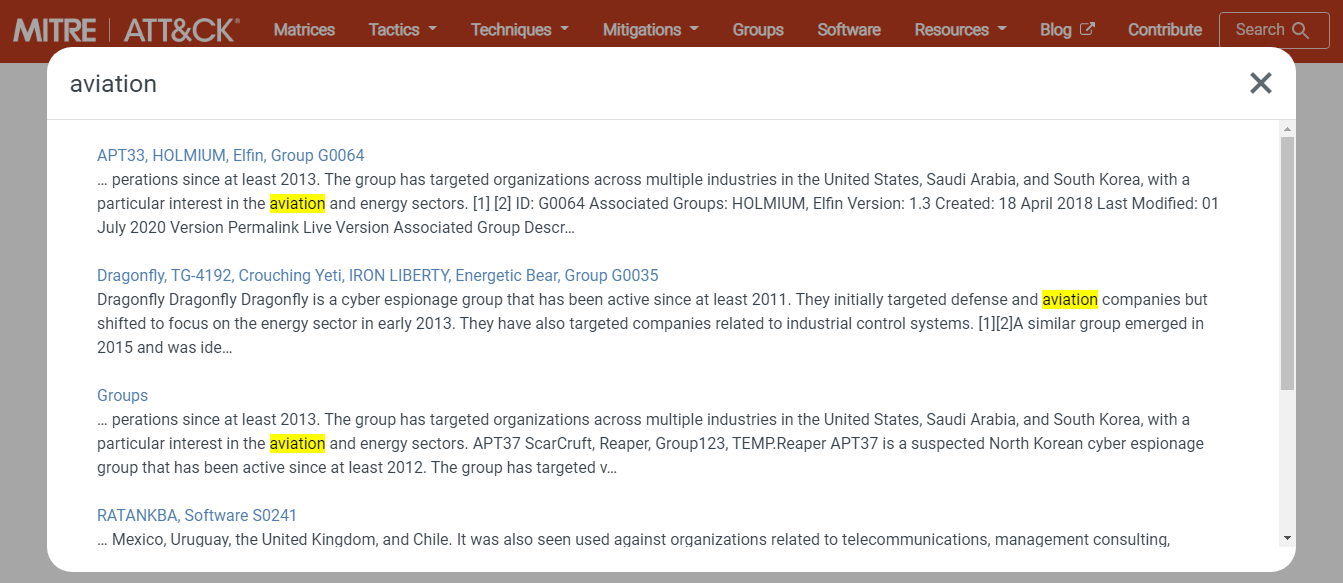 MITRE | ATT&CK® Matrices Tactics Techniques Mitigations Groups Software Resources Blog Contribute Search
aviation
APT33, HOLMIUM, Elfin, Group G0064
... perations since at least 2013. The group has targeted organizations across multiple industries in the United States, Saudi Arabia, and South Korea, with a
particular interest in the aviation and energy sectors. [1] [2] ID: G0064 Associated Groups: HOLMIUM, Elfin Version: 1.3 Created: 18 April 2018 Last Modified: 01
July 2020 Version Permalink Live Version Associated Group Descr...
Dragonfly, TG-4192, Crouching Yeti, IRON LIBERTY, Energetic Bear, Group G0035
Dragonfly Dragonfly Dragonfly is a cyber espionage group that has been active since at least 2011. They initially targeted defense and aviation companies but
shifted to focus on the energy sector in early 2013. They have also targeted companies related to industrial control systems. [1][2]A similar group emerged in
2015 and was ide...
Groups
... perations since at least 2013. The group has targeted organizations across multiple industries in the United States, Saudi Arabia, and South Korea, with a
particular interest in the aviation and energy sectors. APT37 ScarCruft, Reaper, Group123, TEMP.Reaper APT37 is a suspected North Korean cyber espionage
group that has been active since at least 2012. The group has targeted v...
RATANKBA, Software S0241
... Mexico, Uruguay, the United Kingdom, and Chile. It was also seen used against organizations related to telecommunications, management consulting,